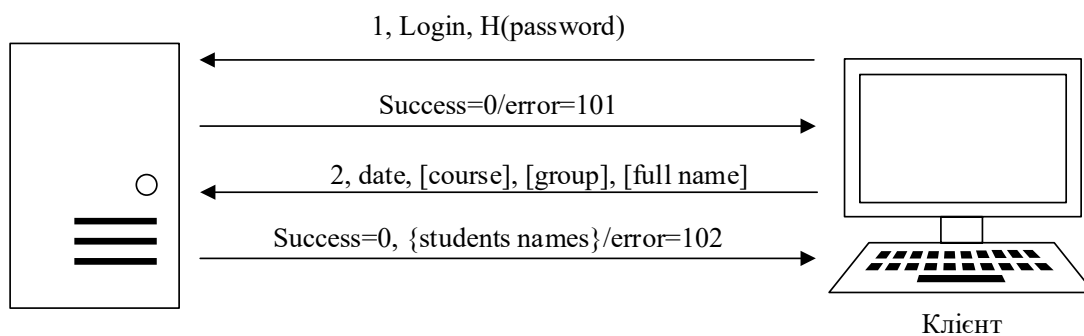 1, Login, H(password)
Success=0/error=101
2, date, [course], [group], [full name]
Success=0, {students names}/error=102
Клієнт